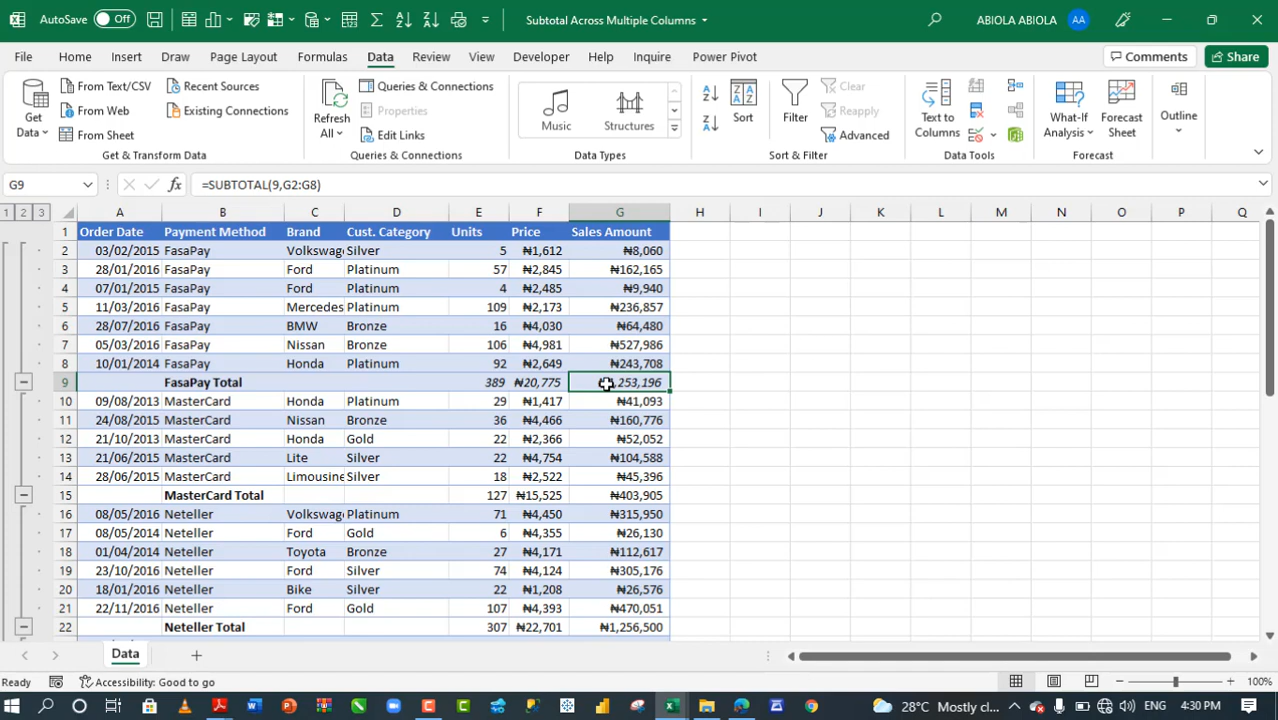 AutoSave Off Subtotal Across Multiple Columns ABIOLA ABIOLA AA
File Home Insert Draw Page Layout Formulas Data Review View Developer Help Inquire Power Pivot Comments Share
Get Data From Text/CSV From Web From Sheet Recent Sources Existing Connections
Refresh All Queries & Connections Properties Edit Links
Music Structures
Sort Filter Clear Reapply Advanced
Text to Columns What-If Analysis Forecast Sheet Outline
Get & Transform Data Queries & Connections Data Types Sort & Filter Data Tools Forecast
G9 fx =SUBTOTAL(9,G2:G8)
1 2 3 A B C D E F G H I J K L M N O P Q
1 Order Date Payment Method Brand Cust. Category Units Price Sales Amount
2 03/02/2015 FasaPay Volkswage Silver 5 ₦1,612 ₦8,060
3 28/01/2016 FasaPay Ford Platinum 57 ₦2,845 ₦162,165
4 07/01/2015 FasaPay Ford Platinum 4 ₦2,485 ₦9,940
5 11/03/2016 FasaPay Mercedes Platinum 109 ₦2,173 ₦236,857
6 28/07/2016 FasaPay BMW Bronze 16 ₦4,030 ₦64,480
7 05/03/2016 FasaPay Nissan Bronze 106 ₦4,981 ₦527,986
8 10/01/2014 FasaPay Honda Platinum 92 ₦2,649 ₦243,708
9 FasaPay Total 389 ₦20,775 ,253,196
10 09/08/2013 MasterCard Honda Platinum 29 ₦1,417 ₦41,093
11 24/08/2015 MasterCard Nissan Bronze 36 ₦4,466 ₦160,776
12 21/10/2013 MasterCard Honda Gold 22 ₦2,366 ₦52,052
13 21/06/2015 MasterCard Lite Silver 22 ₦4,754 ₦104,588
14 28/06/2015 MasterCard Limousine Silver 18 ₦2,522 ₦45,396
15 MasterCard Total 127 ₦15,525 ₦403,905
16 08/05/2016 Neteller Volkswage Platinum 71 ₦4,450 ₦315,950
17 08/05/2014 Neteller Ford Gold 6 ₦4,355 ₦26,130
18 01/04/2014 Neteller Toyota Bronze 27 ₦4,171 ₦112,617
19 23/10/2016 Neteller Ford Silver 74 ₦4,124 ₦305,176
20 18/01/2016 Neteller Bike Silver 22 ₦1,208 ₦26,576
21 22/11/2016 Neteller Ford Gold 107 ₦4,393 ₦470,051
22 Neteller Total 307 ₦22,701 ₦1,256,500
Data
Ready Accessibility: Good to go 100%
28°C Mostly cl... ENG 4:30 PM